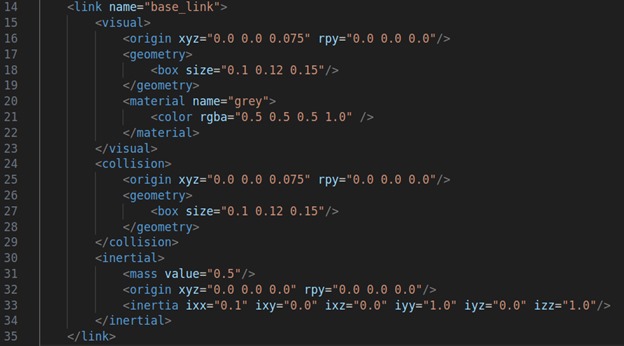 14 <link name="base_link">
15 <visual>
16 <origin xyz="0.0 0.0 0.075" rpy="0.0 0.0 0.0"/>
17 <geometry>
18 <box size="0.1 0.12 0.15"/>
19 </geometry>
20 <material name="grey">
21 <color rgba="0.5 0.5 0.5 1.0" />
22 </material>
23 </visual>
24 <collision>
25 <origin xyz="0.0 0.0 0.075" rpy="0.0 0.0 0.0"/>
26 <geometry>
27 <box size="0.1 0.12 0.15"/>
28 </geometry>
29 </collision>
30 <inertial>
31 <mass value="0.5"/>
32 <origin xyz="0.0 0.0 0.0" rpy="0.0 0.0 0.0"/>
33 <inertia ixx="0.1" ixy="0.0" ixz="0.0" iyy="1.0" iyz="0.0" izz="1.0"/>
34 </inertial>
35 </link>